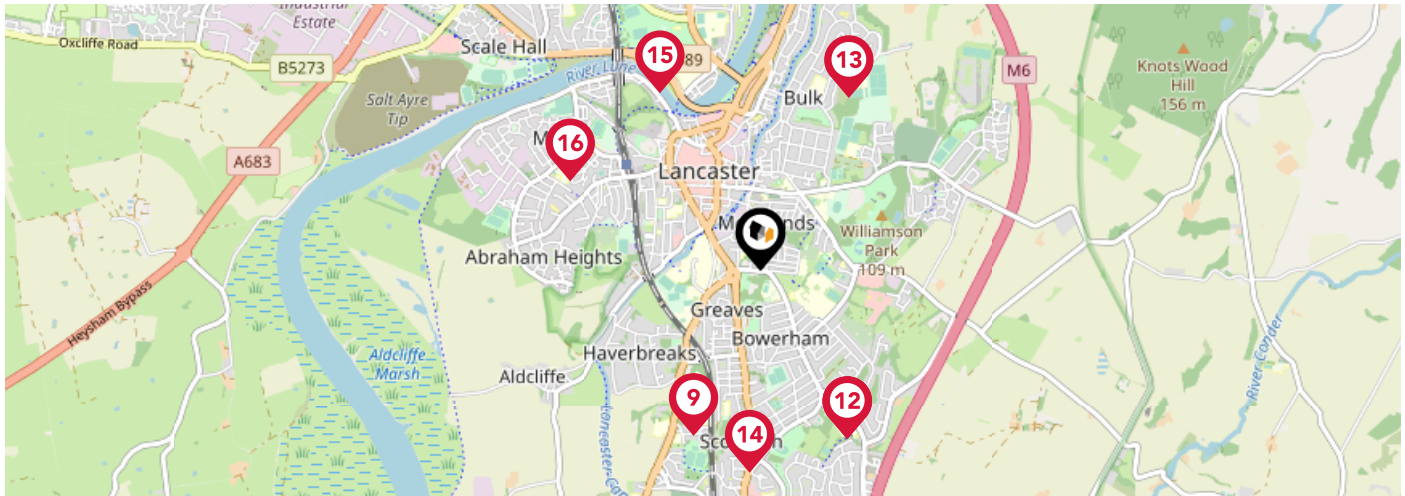 Industrial
Estate
Oxcliffe Road
Scale Hall
B5273
15
89
River Lune
13
M6
Knots Wood
Hill
156 m
Salt Ayre
Tip
Bulk
M
16
A683
Lancaster
Williamson
Park
109 m
Abraham Heights
Heysham Bypass
Greaves
Bowerham
Haverbreaks
Aldcliffe
Marsh
Aldcliffe
River Conder
9
12
14